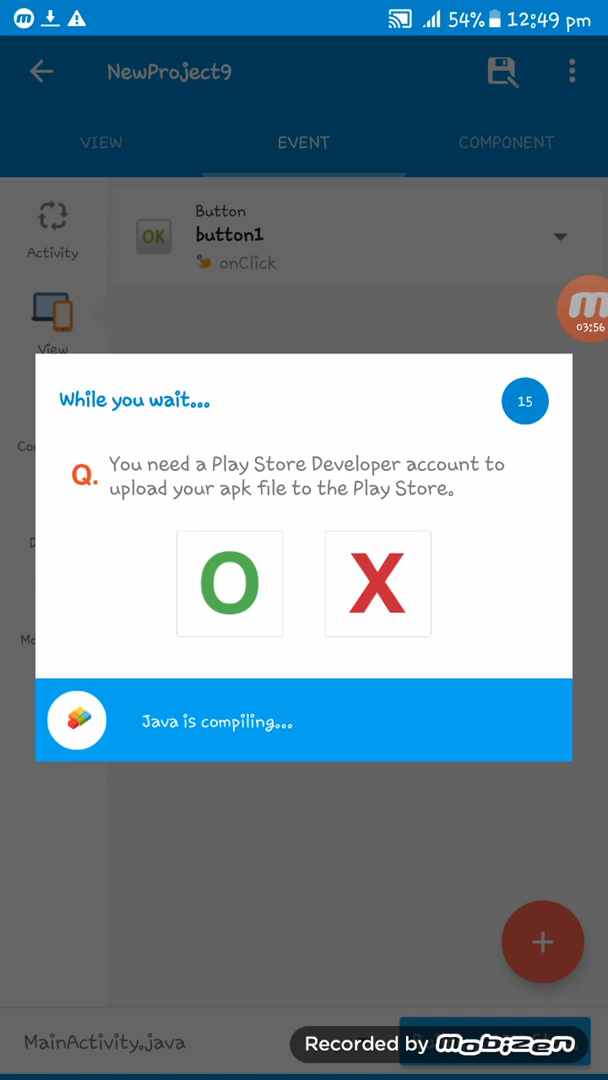 54% 12:49 pm
NewProject9
VIEW EVENT COMPONENT
Button
OK button1
onClick
Activity
View
03:56
While you wait... 15
Q. You need a Play Store Developer account to
upload your apk file to the Play Store.
O X
Java is compiling...
+
MainActivity.java
Recorded by mobizen